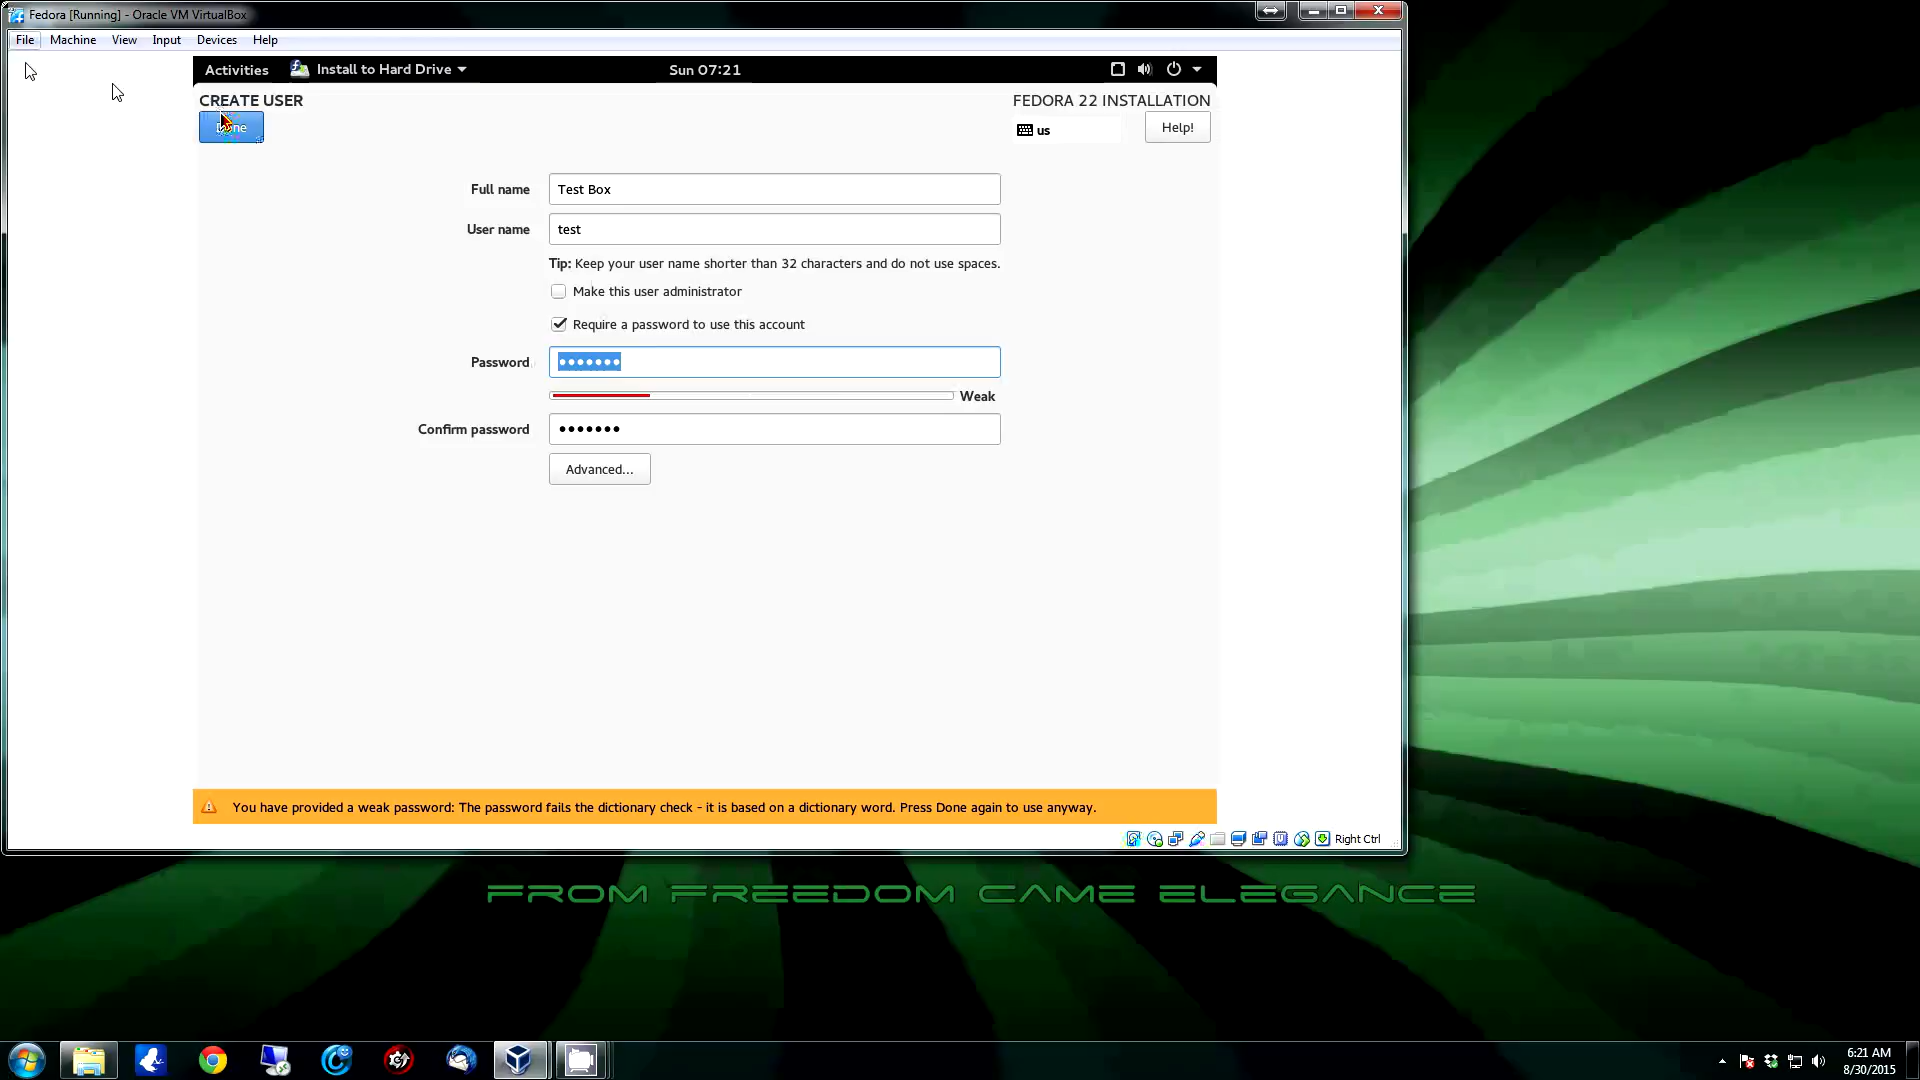 Fedora [Running] - Oracle VM VirtualBox
File Machine View Input Devices Help
Activities Install to Hard Drive Sun 07:21
CREATE USER FEDORA 22 INSTALLATION
Done us Help!
Full name Test Box
User name test
Tip: Keep your user name shorter than 32 characters and do not use spaces.
Make this user administrator
Require a password to use this account
Password •••••••
Weak
Confirm password •••••••
Advanced...
You have provided a weak password: The password fails the dictionary check - it is based on a dictionary word. Press Done again to use anyway.
Right Ctrl
FROM FREEDOM CAME ELEGANCE
6:21 AM
8/30/2015